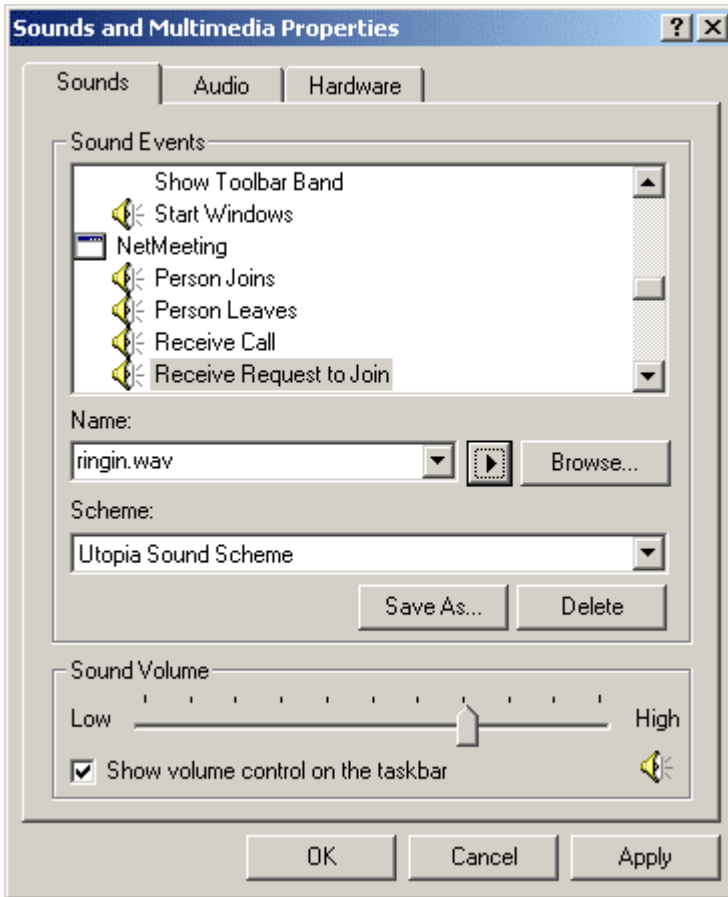 Sounds and Multimedia Properties
Sounds Audio Hardware
Sound Events
Show Toolbar Band
Start Windows
NetMeeting
Person Joins
Person Leaves
Receive Call
Receive Request to Join
Name:
ringin.wav Browse...
Scheme:
Utopia Sound Scheme
Save As... Delete
Sound Volume
Low High
Show volume control on the taskbar
OK Cancel Apply